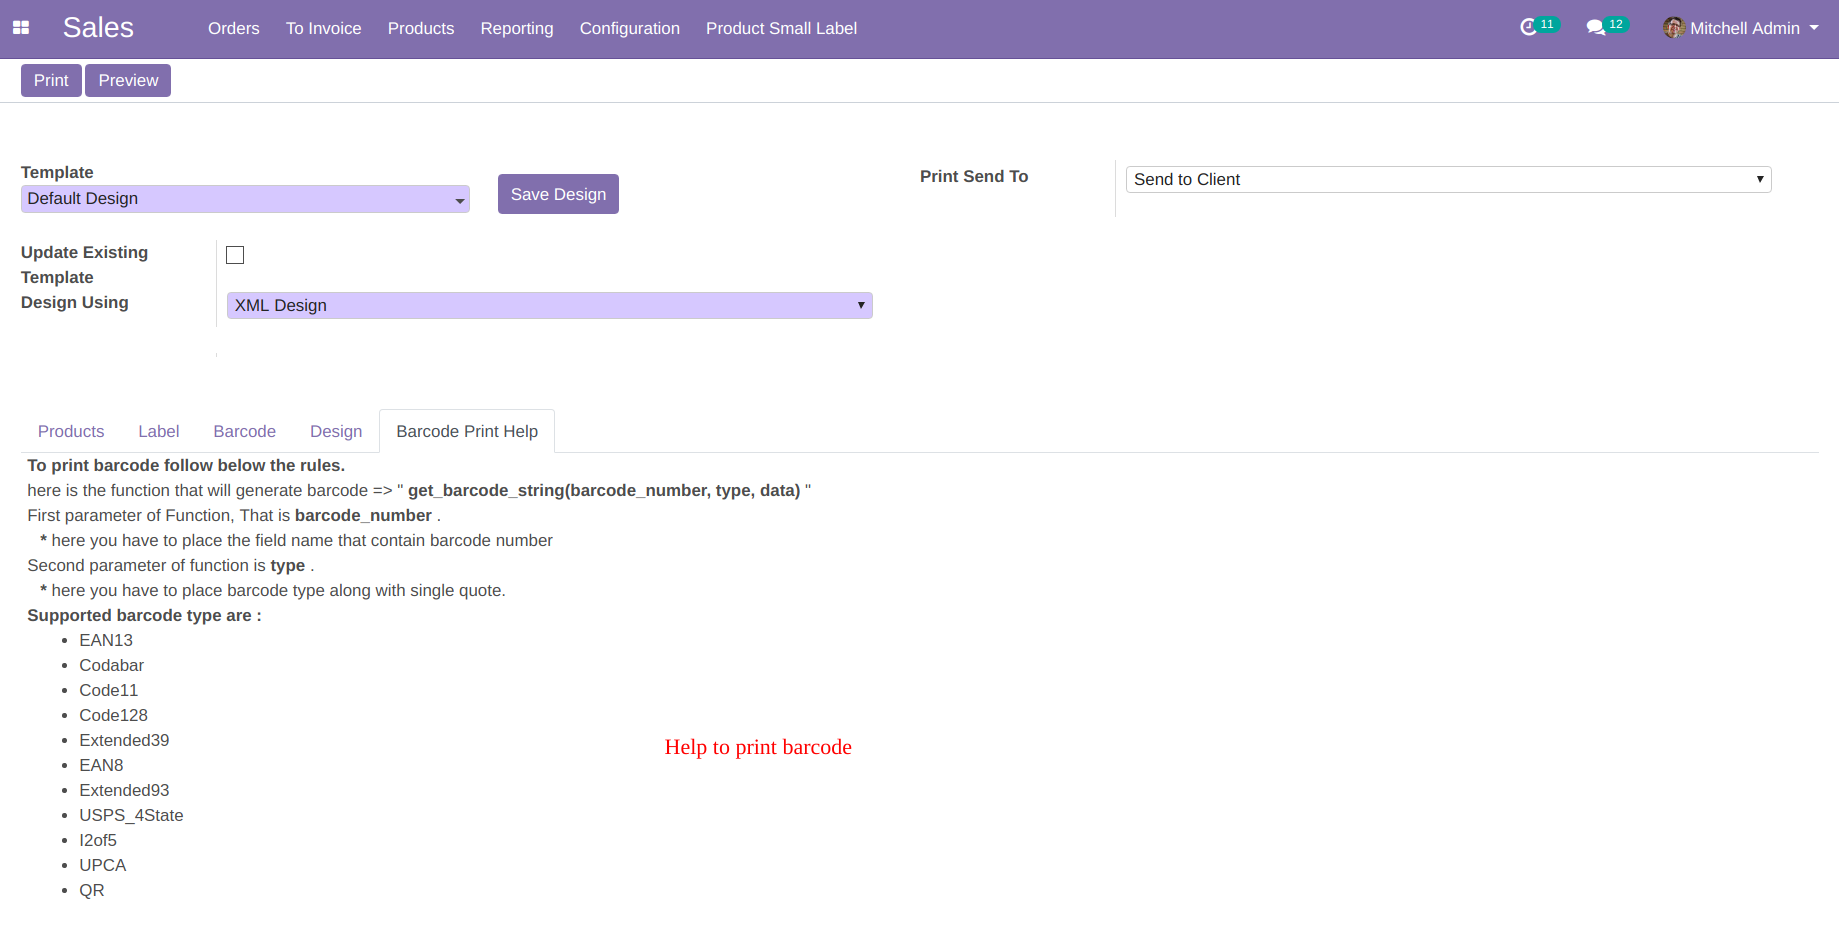 Sales Orders To Invoice Products Reporting Configuration Product Small Label 11 12 Mitchell Admin
Print Preview
Template
Default Design
Save Design
Print Send To
Send to Client
Update Existing
Template
Design Using
XML Design
Products Label Barcode Design Barcode Print Help
To print barcode follow below the rules.
here is the function that will generate barcode => " get_barcode_string(barcode_number, type, data) "
First parameter of Function, That is barcode_number .
* here you have to place the field name that contain barcode number
Second parameter of function is type .
* here you have to place barcode type along with single quote.
Supported barcode type are :
• EAN13
• Codabar
• Code11
• Code128
• Extended39
Help to print barcode
• EAN8
• Extended93
• USPS_4State
• I2of5
• UPCA
• QR